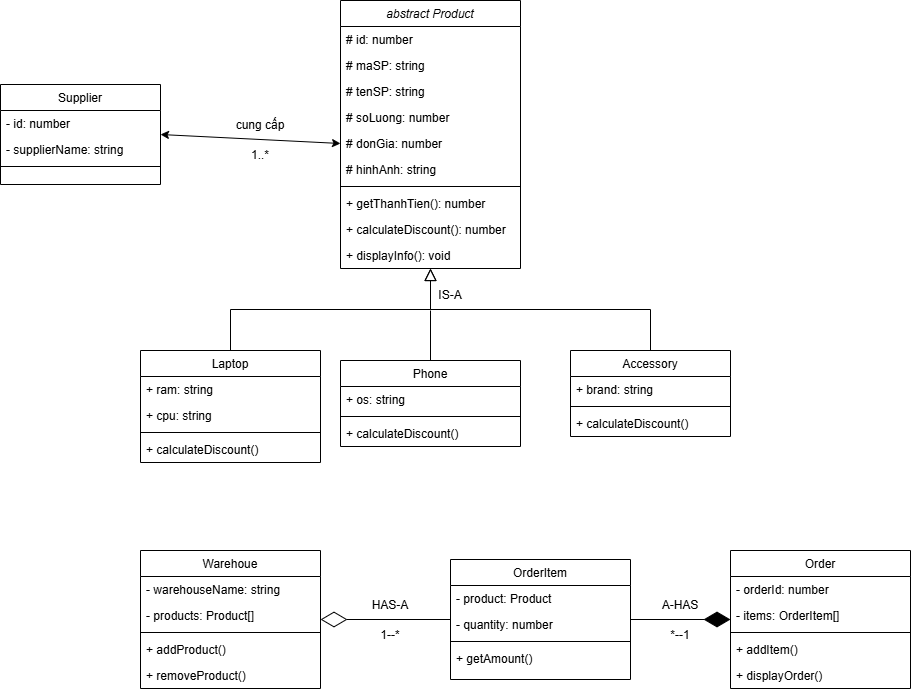 abstract Product
# id: number
# maSP: string
# tenSP: string
# soLuong: number
# donGia: number
# hinhAnh: string
+ getThanhTien(): number
+ calculateDiscount(): number
+ displayInfo(): void
Supplier
- id: number
- supplierName: string
cung cấp
1..*
IS-A
Laptop
+ ram: string
+ cpu: string
+ calculateDiscount()
Phone
+ os: string
+ calculateDiscount()
Accessory
+ brand: string
+ calculateDiscount()
Warehoue
- warehouseName: string
- products: Product[]
+ addProduct()
+ removeProduct()
HAS-A
1--*
OrderItem
- product: Product
- quantity: number
+ getAmount()
A-HAS
*--1
Order
- orderId: number
- items: OrderItem[]
+ addItem()
+ displayOrder()